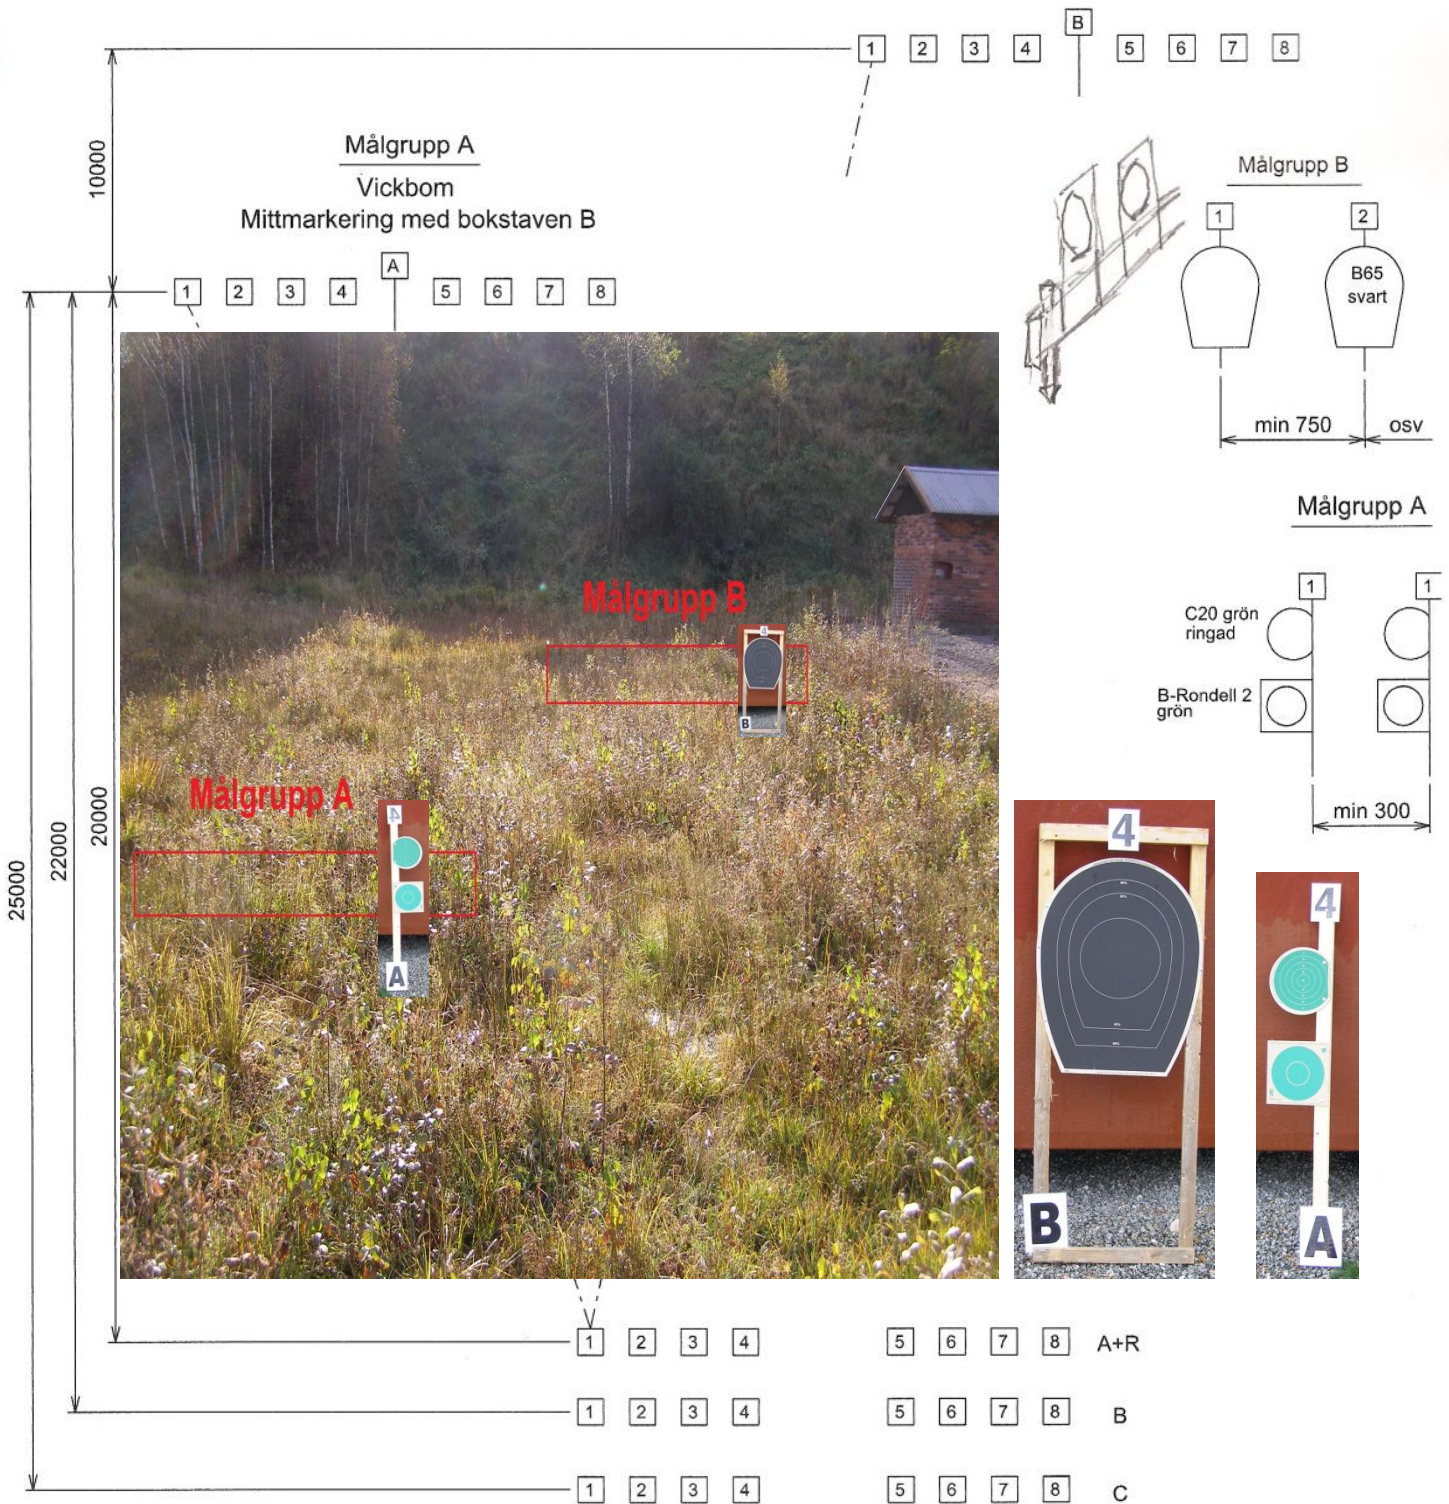 B
1 2 3 4 5 6 7 8
10000
Målgrupp A
Vickbom
Mittmarkering med bokstaven B
A
1 2 3 4 5 6 7 8
Målgrupp B
1 2
B65
svart
min 750 osv
Målgrupp A
1 1
C20 grön
ringad
B-Rondell 2
grön
min 300
Målgrupp B
4
B
Målgrupp A
4
A
4
B
4
A
25000
22000
20000
1 2 3 4 5 6 7 8 A+R
1 2 3 4 5 6 7 8 B
1 2 3 4 5 6 7 8 C